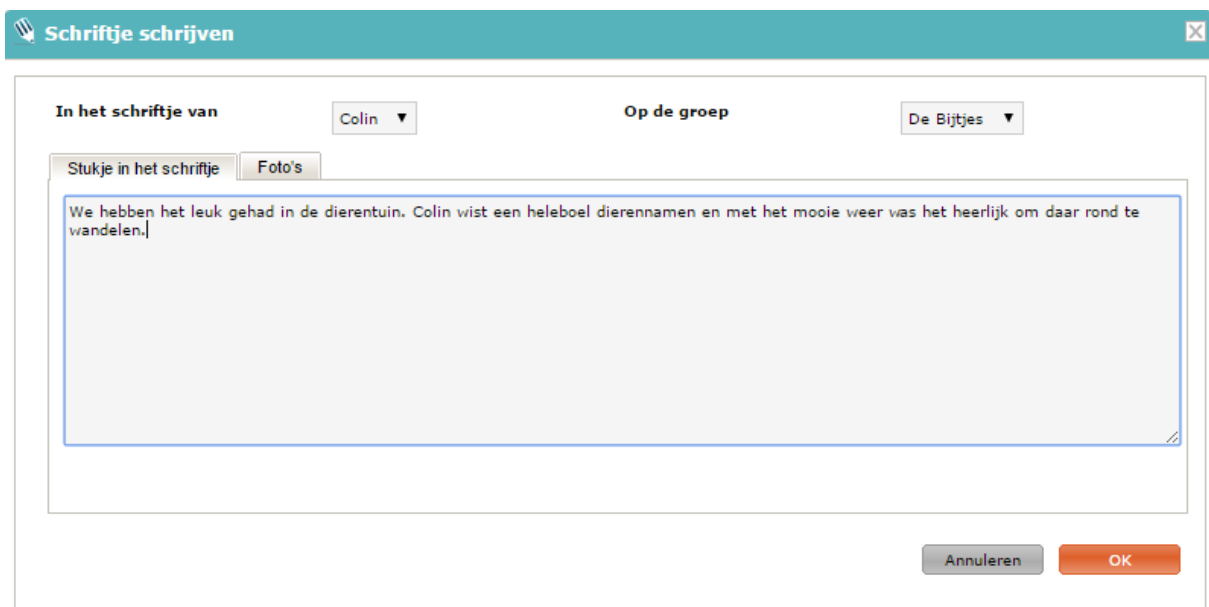 Schriftje schrijven
In het schriftje van
Colin
Op de groep
De Bijtjes
Stukje in het schriftje
Foto's
We hebben het leuk gehad in de dierentuin. Colin wist een heleboel dierennamen en met het mooie weer was het heerlijk om daar rond te
wandelen.
Annuleren
OK